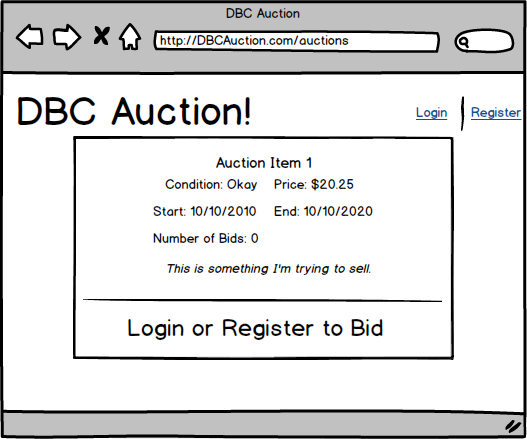 DBC Auction
http://DBCAuction.com/auctions
DBC Auction!
Login
Register
Auction Item 1
Condition: Okay Price: $20.25
Start: 10/10/2010 End: 10/10/2020
Number of Bids: 0
This is something I'm trying to sell.
Login or Register to Bid